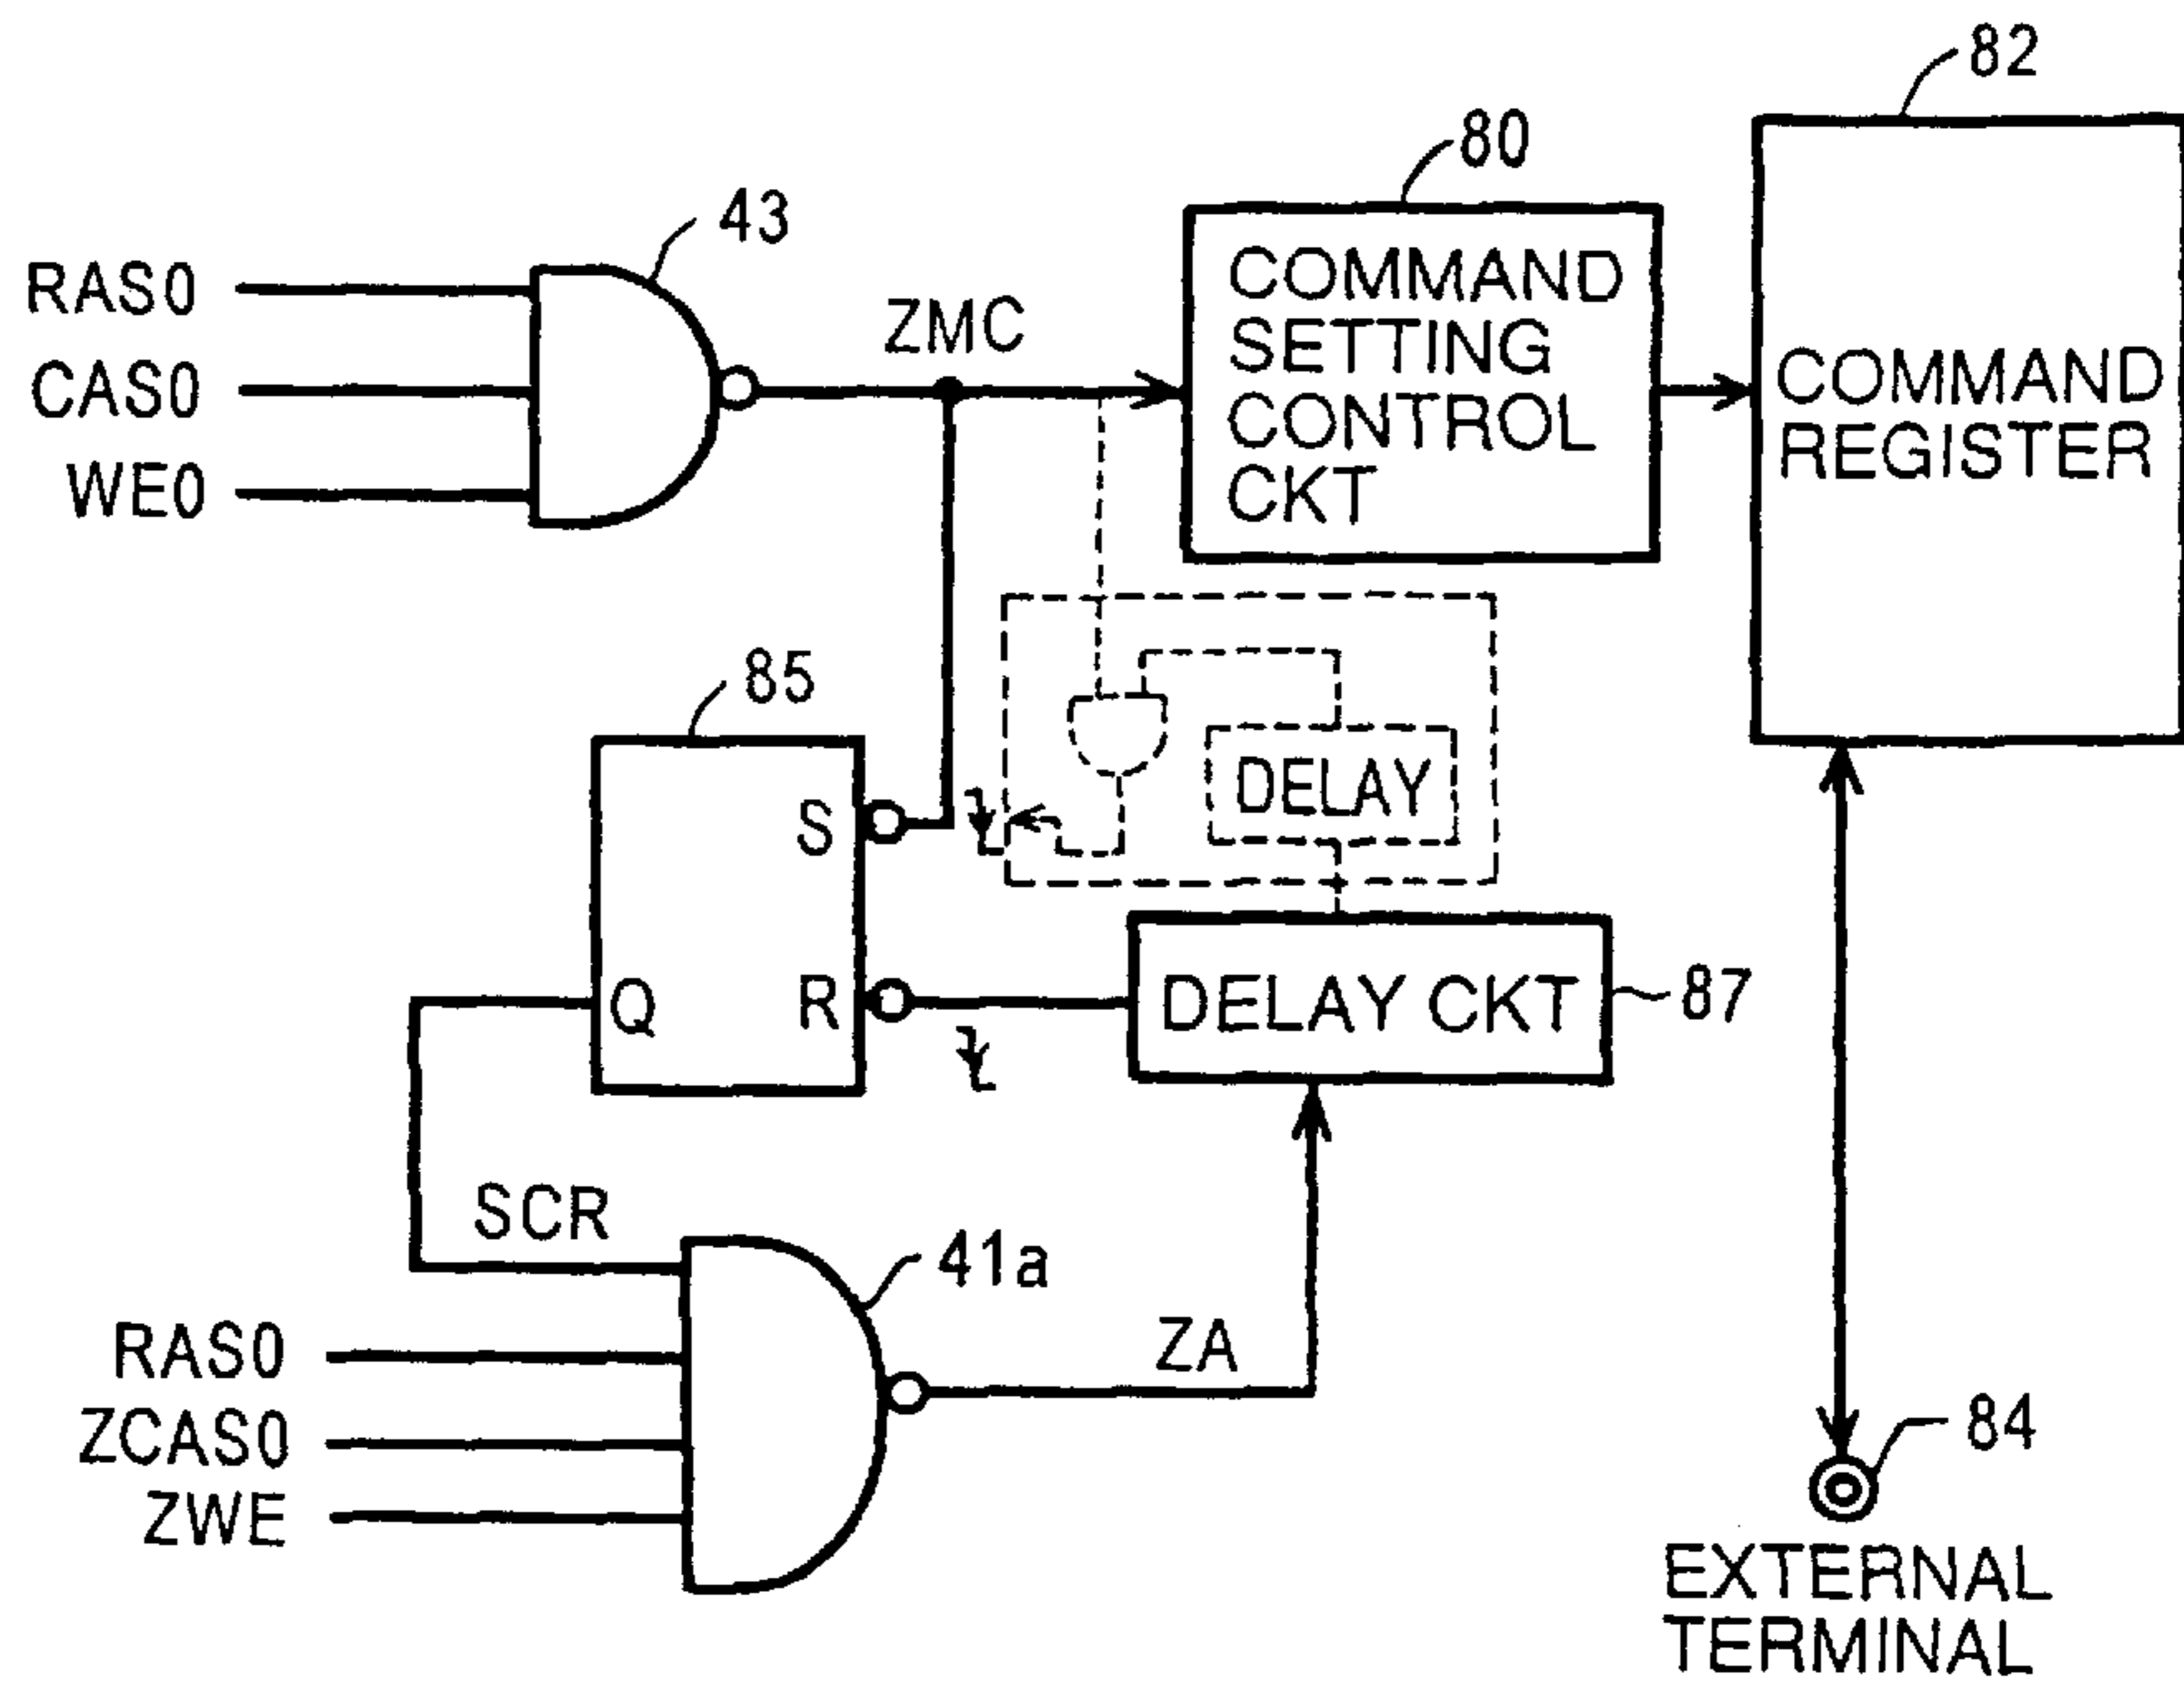 82
80
43
RAS0
CAS0
WE0
ZMC
COMMAND
SETTING
CONTROL
CKT
COMMAND
REGISTER
85
S
DELAY
Q
R
DELAY CKT
87
SCR
41a
RAS0
ZCAS0
ZWE
ZA
84
EXTERNAL
TERMINAL